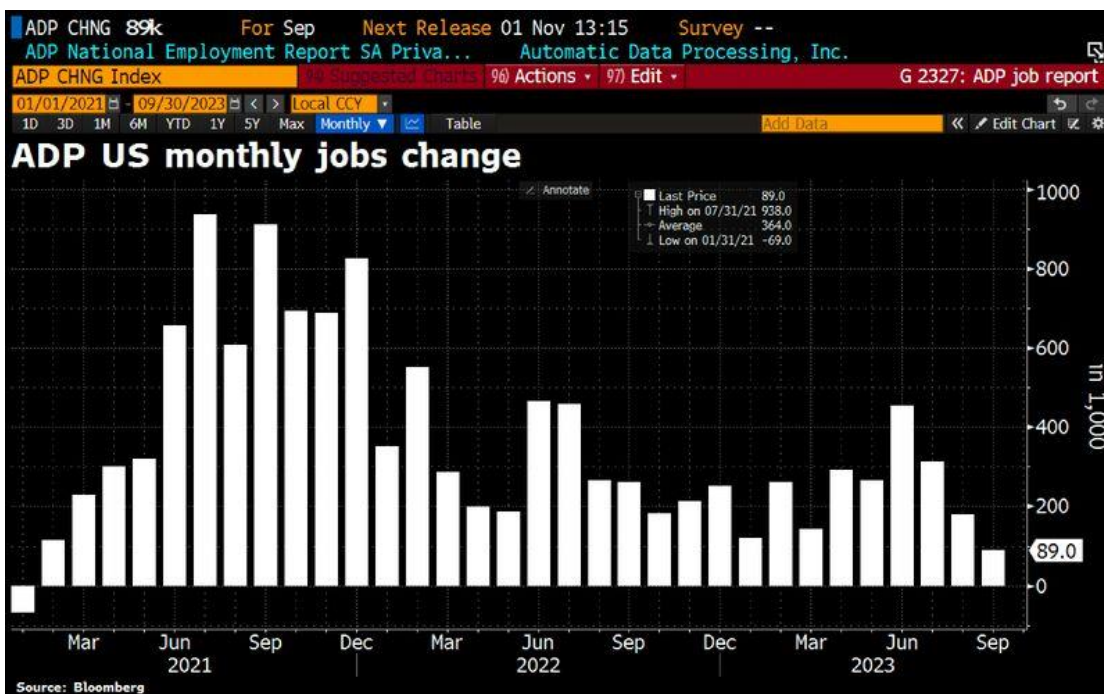 ADP CHNG 89k For Sep Next Release 01 Nov 13:15 Survey --
ADP National Employment Report SA Priva... Automatic Data Processing, Inc.
ADP CHNG Index 94) Suggested Charts 96) Actions 97) Edit G 2327: ADP job report
01/01/2021 - 09/30/2023 < > Local CCY
1D 3D 1M 6M YTD 1Y 5Y Max Monthly ▼ Table Add Data « Edit Chart
ADP US monthly jobs change
Annotate
Last Price 89.0
High on 07/31/21 938.0
Average 364.0
Low on 01/31/21 -69.0
1000
800
600
400
200
89.0
0
in 1,000
Mar Jun Sep Dec Mar Jun Sep Dec Mar Jun Sep
2021 2022 2023
Source: Bloomberg